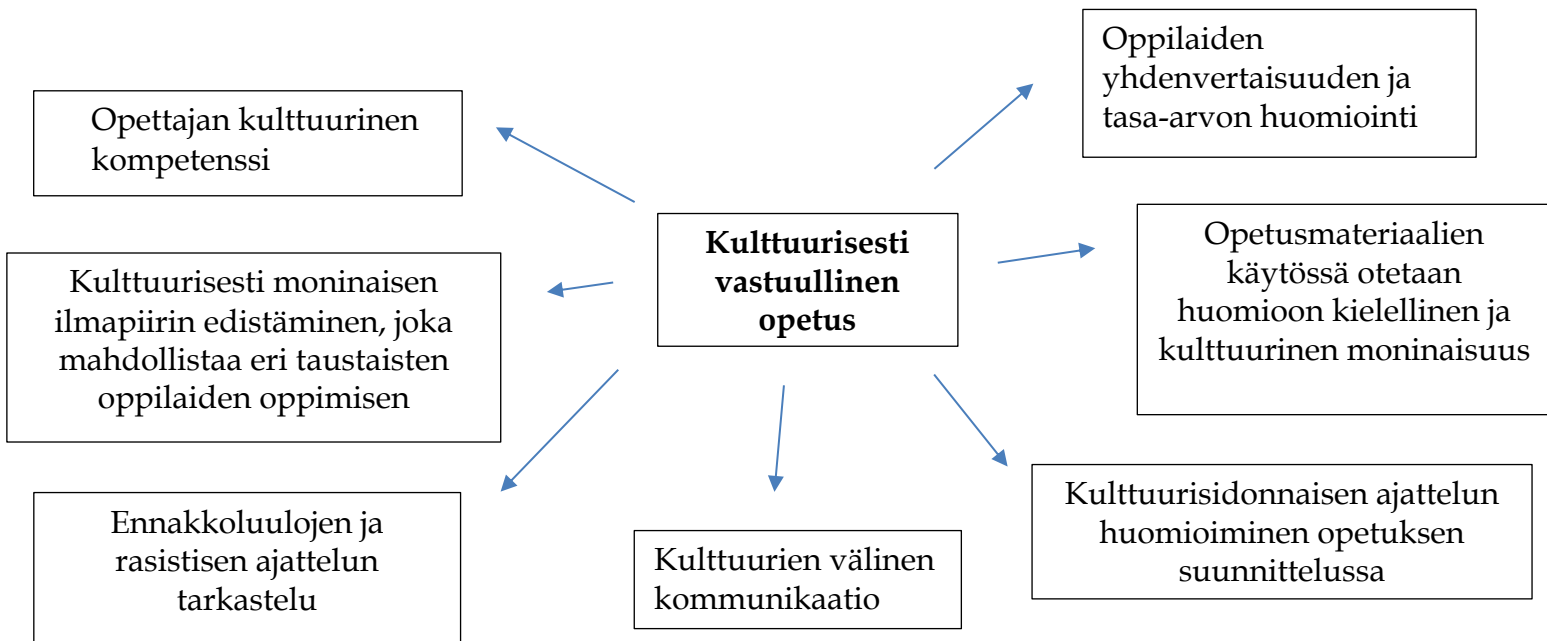 Oppilaiden
yhdenvertaisuuden ja
tasa-arvon huomiointi
Opettajan kulttuurinen
kompetenssi
Kulttuurisesti
vastuullinen
opetus
Opetusmateriaalien
käytössä otetaan
huomioon kielellinen ja
kulttuurinen moninaisuus
Kulttuurisesti moninaisen
ilmapiirin edistäminen, joka
mahdollistaa eri taustaisten
oppilaiden oppimisen
Kulttuurisidonnaisen ajattelun
huomioiminen opetuksen
suunnittelussa
Ennakkoluulojen ja
rasistisen ajattelun
tarkastelu
Kulttuurien välinen
kommunikaatio